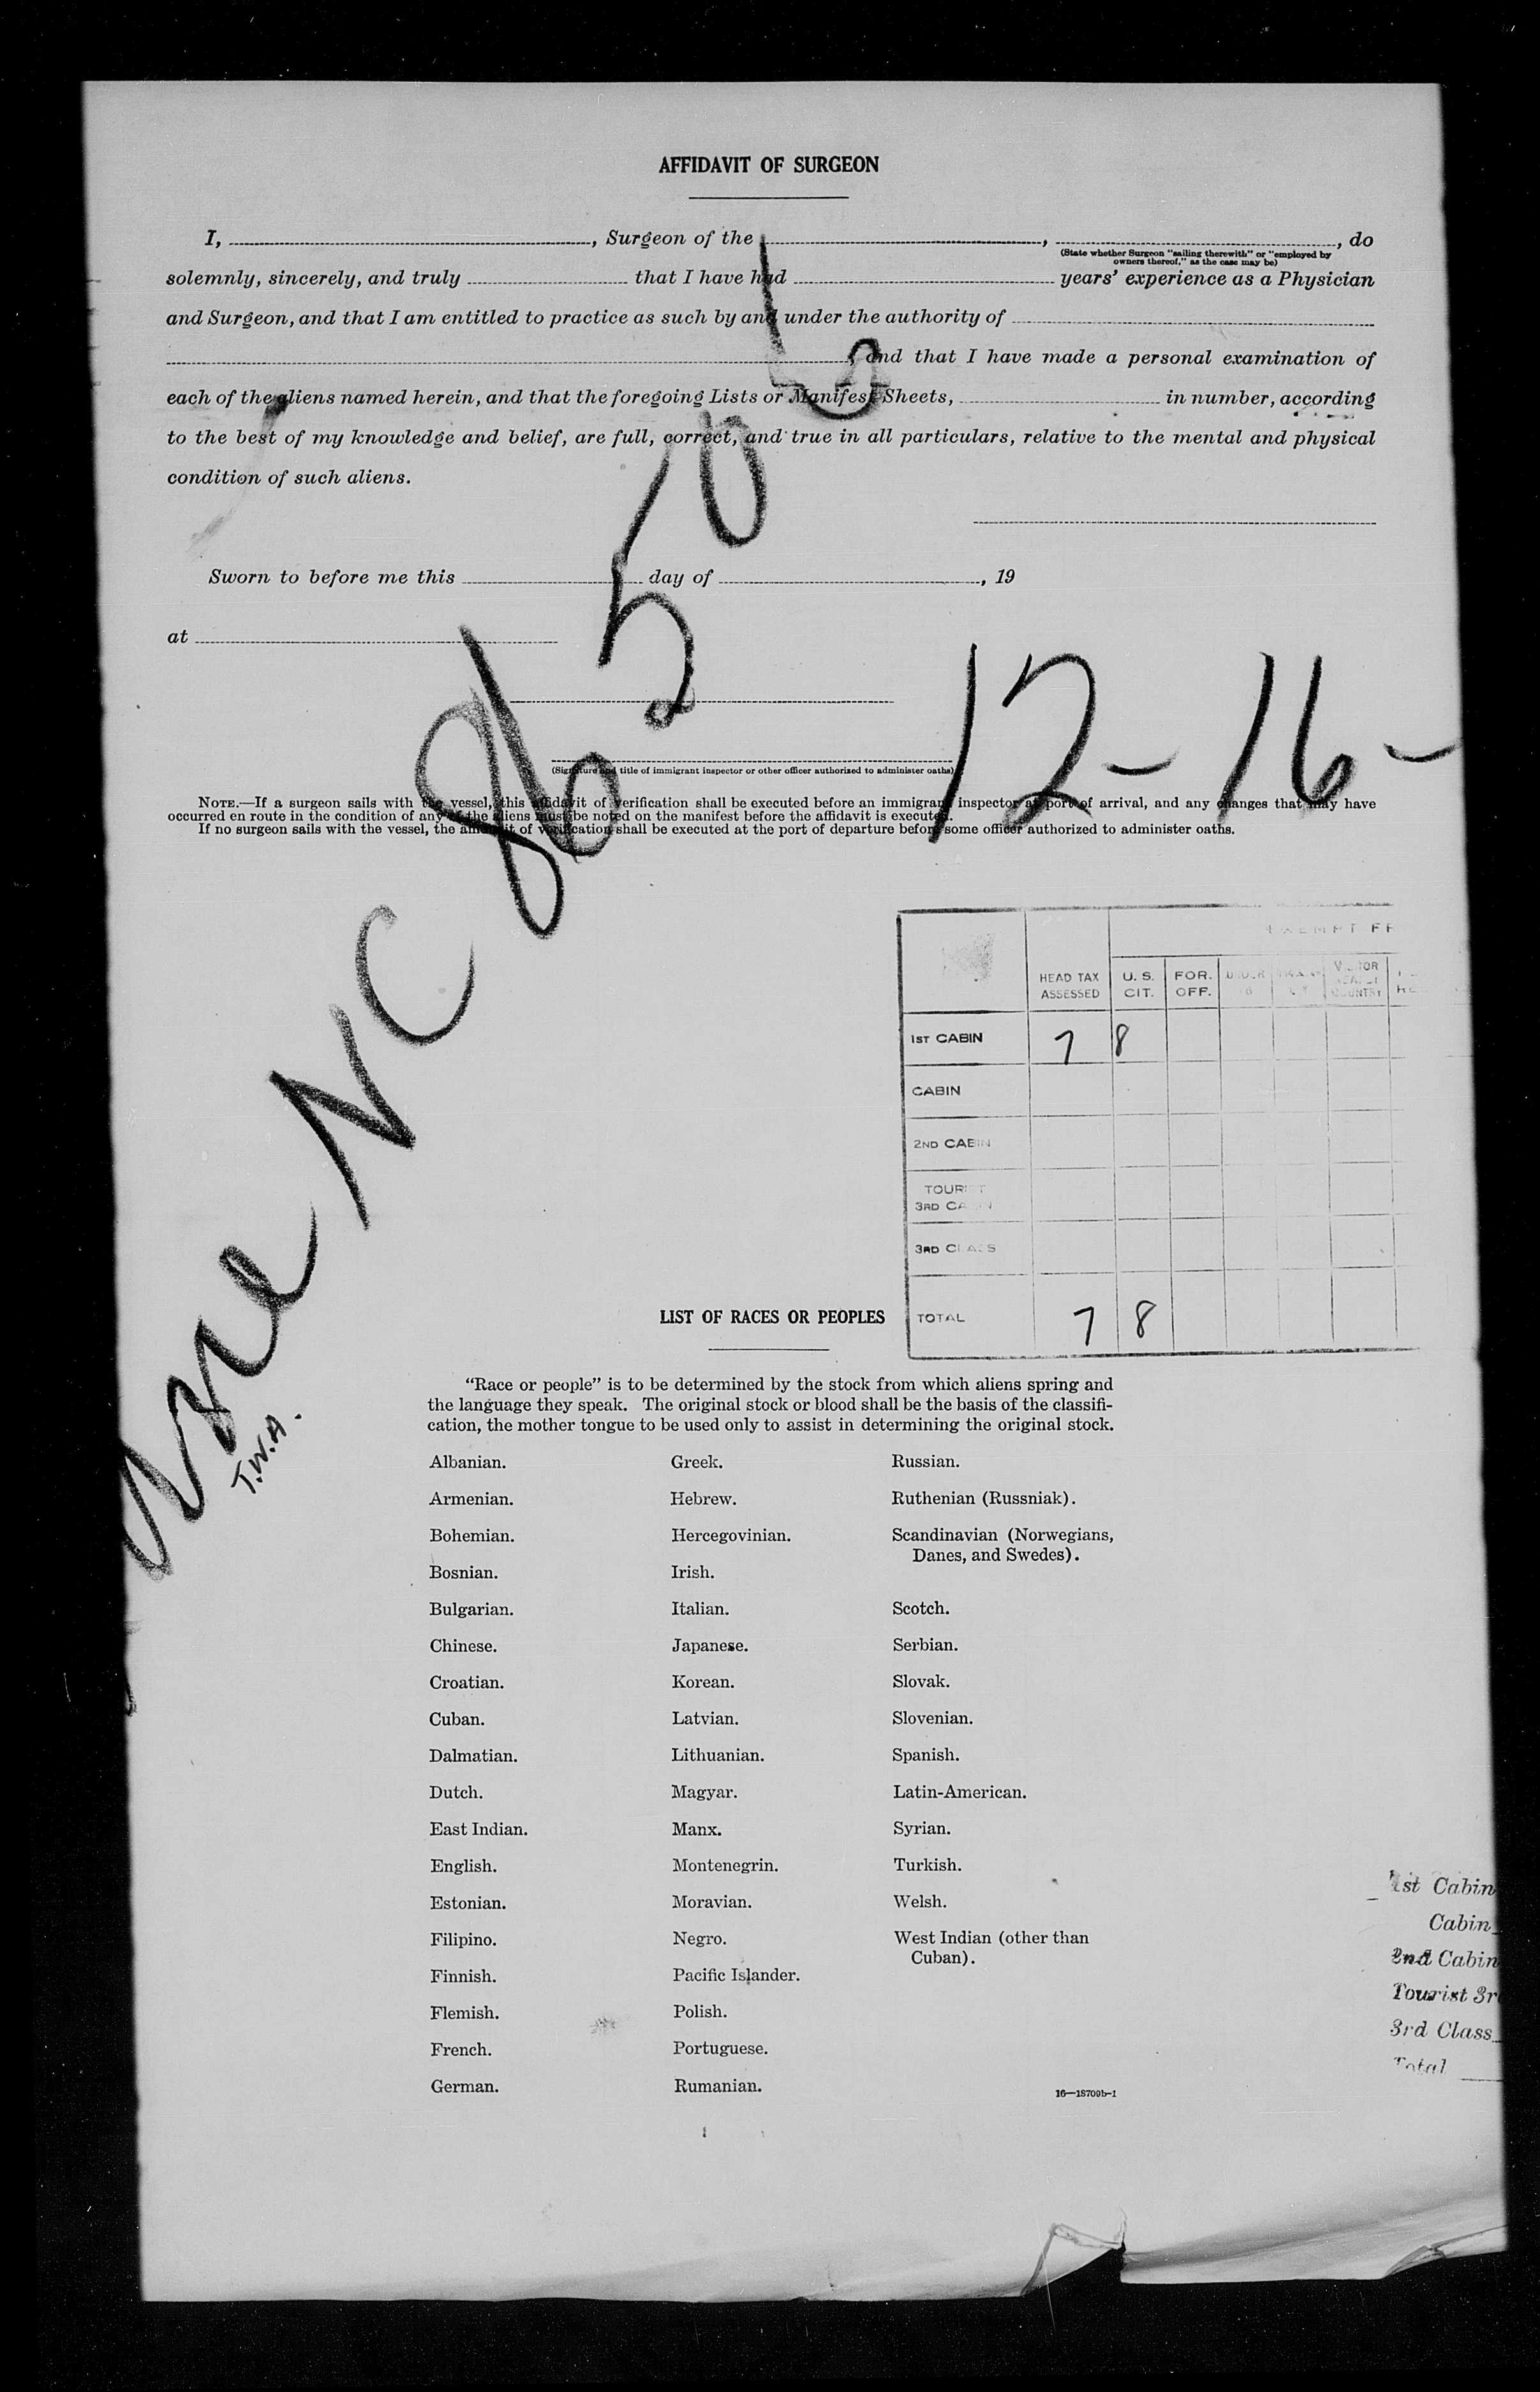 AFFIDAVIT OF SURGEON
I, , Surgeon of the , , do
(State whether Surgeon "sailing therewith" or "employed by
owners thereof," as the case may be)
solemnly, sincerely, and truly that I have had years' experience as a Physician
and Surgeon, and that I am entitled to practice as such by and under the authority of
, and that I have made a personal examination of
each of the aliens named herein, and that the foregoing Lists or Manifest Sheets, in number, according
to the best of my knowledge and belief, are full, correct, and true in all particulars, relative to the mental and physical
condition of such aliens.
Sworn to before me this day of , 19
at
(Signature and title of immigrant inspector or other officer authorized to administer oaths)
NOTE.—If a surgeon sails with the vessel, this affidavit of verification shall be executed before an immigrant inspector at port of arrival, and any changes that may have
occurred en route in the condition of any of the aliens must be noted on the manifest before the affidavit is executed.
If no surgeon sails with the vessel, the affidavit of verification shall be executed at the port of departure before some officer authorized to administer oaths.
12-16-
NC 86505
T.W.A.
EXEMPT FR
HEAD TAX ASSESSED U. S. CIT. FOR. OFF.
1ST CABIN 7 8
CABIN
2ND CABIN
TOURIST
3RD CABIN
3RD CLASS
TOTAL 7 8
LIST OF RACES OR PEOPLES
"Race or people" is to be determined by the stock from which aliens spring and
the language they speak. The original stock or blood shall be the basis of the classifi-
cation, the mother tongue to be used only to assist in determining the original stock.
Albanian. Greek. Russian.
Armenian. Hebrew. Ruthenian (Russniak).
Bohemian. Hercegovinian. Scandinavian (Norwegians,
Danes, and Swedes).
Bosnian. Irish.
Bulgarian. Italian. Scotch.
Chinese. Japanese. Serbian.
Croatian. Korean. Slovak.
Cuban. Latvian. Slovenian.
Dalmatian. Lithuanian. Spanish.
Dutch. Magyar. Latin-American.
East Indian. Manx. Syrian.
English. Montenegrin. Turkish.
Estonian. Moravian. Welsh.
Filipino. Negro. West Indian (other than
Cuban).
Finnish. Pacific Islander.
Flemish. Polish.
French. Portuguese.
German. Rumanian.
16—18709b-1
1st Cabin
Cabin
2nd Cabin
Tourist 3r
3rd Class
Total